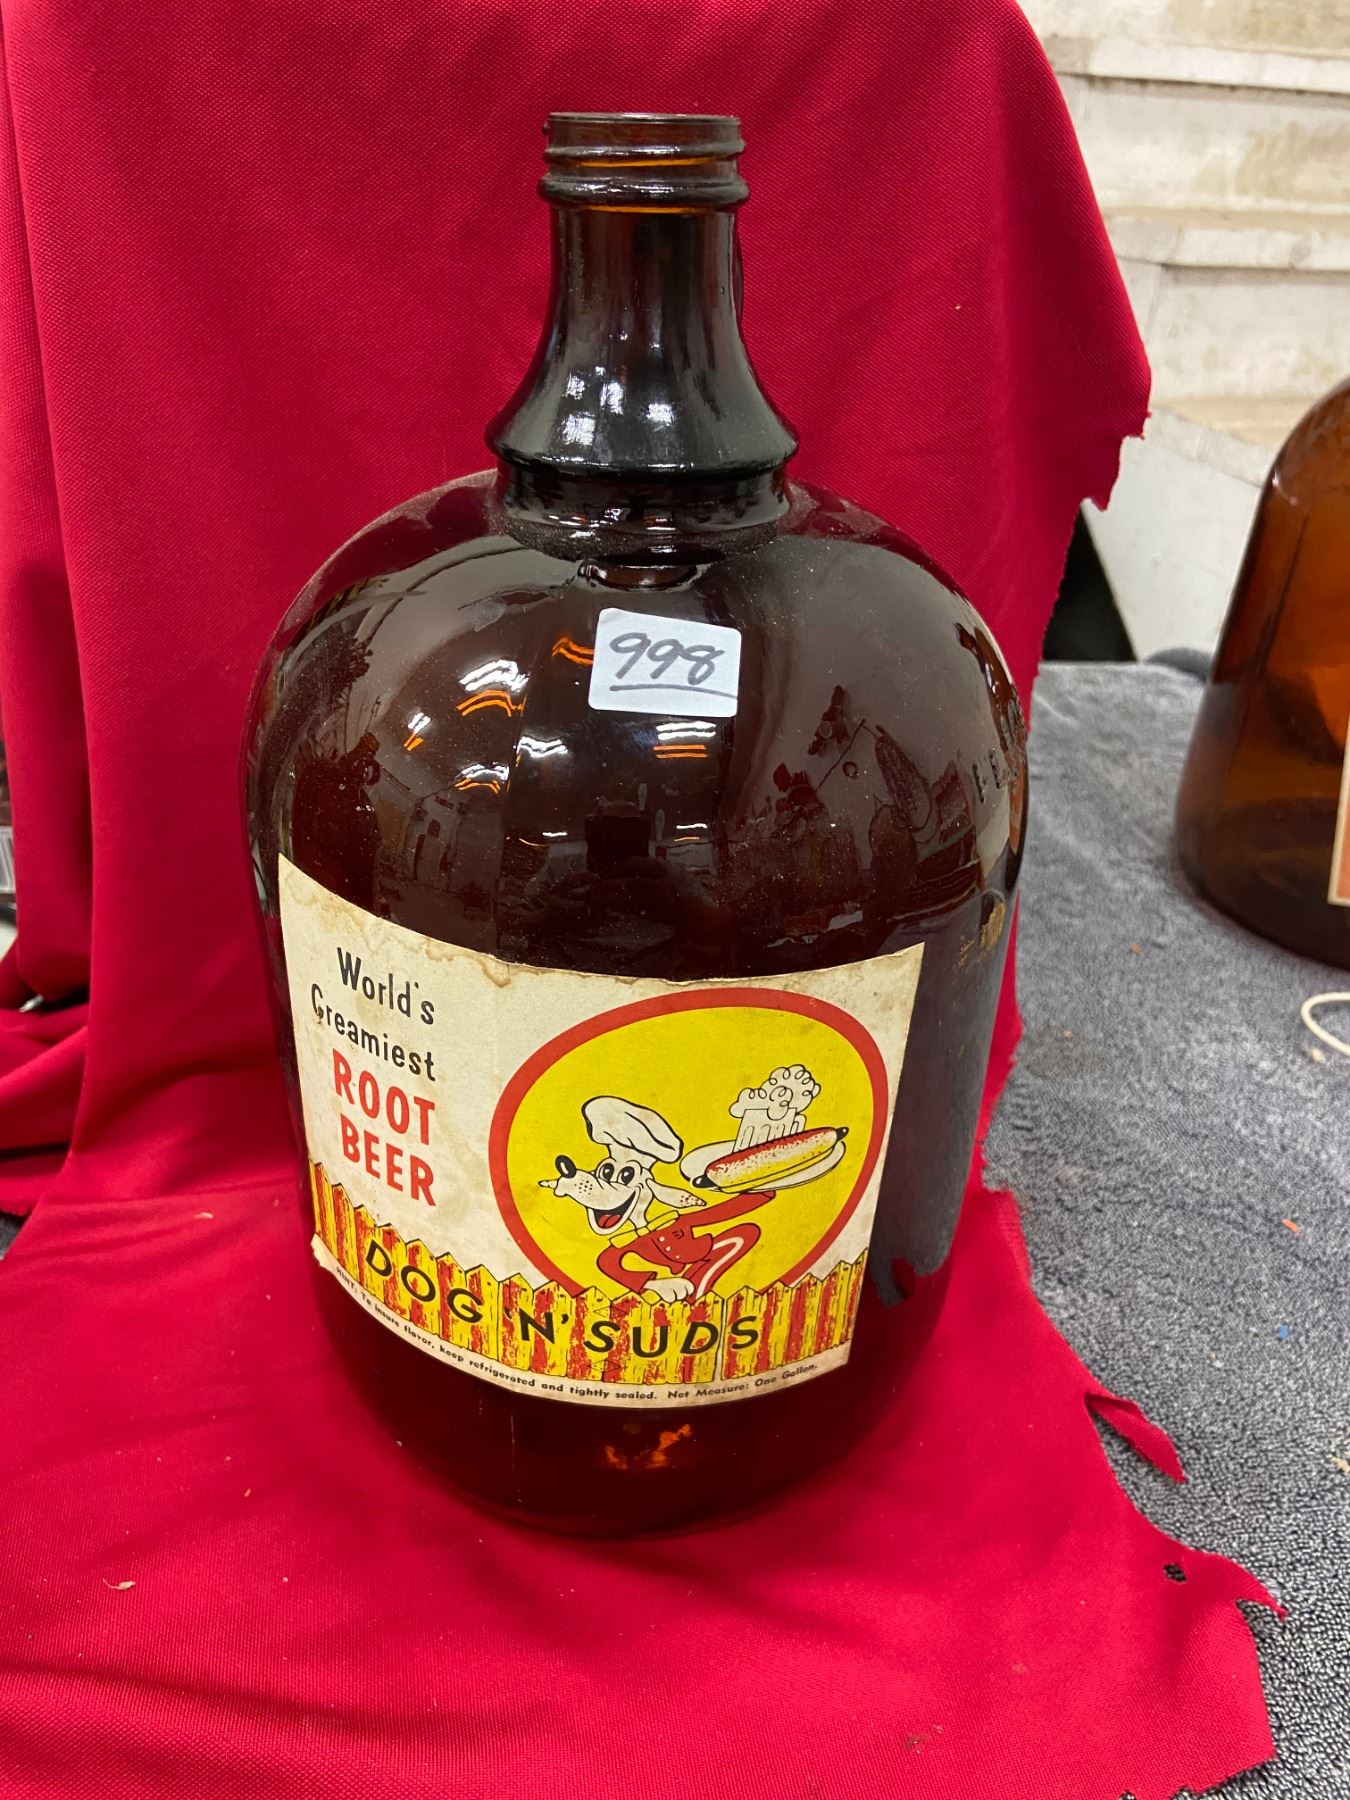 998
World's
Creamiest
ROOT
BEER
DOG 'N' SUDS
To insure flavor, keep refrigerated and tightly sealed. Net Measure: One Gallon.